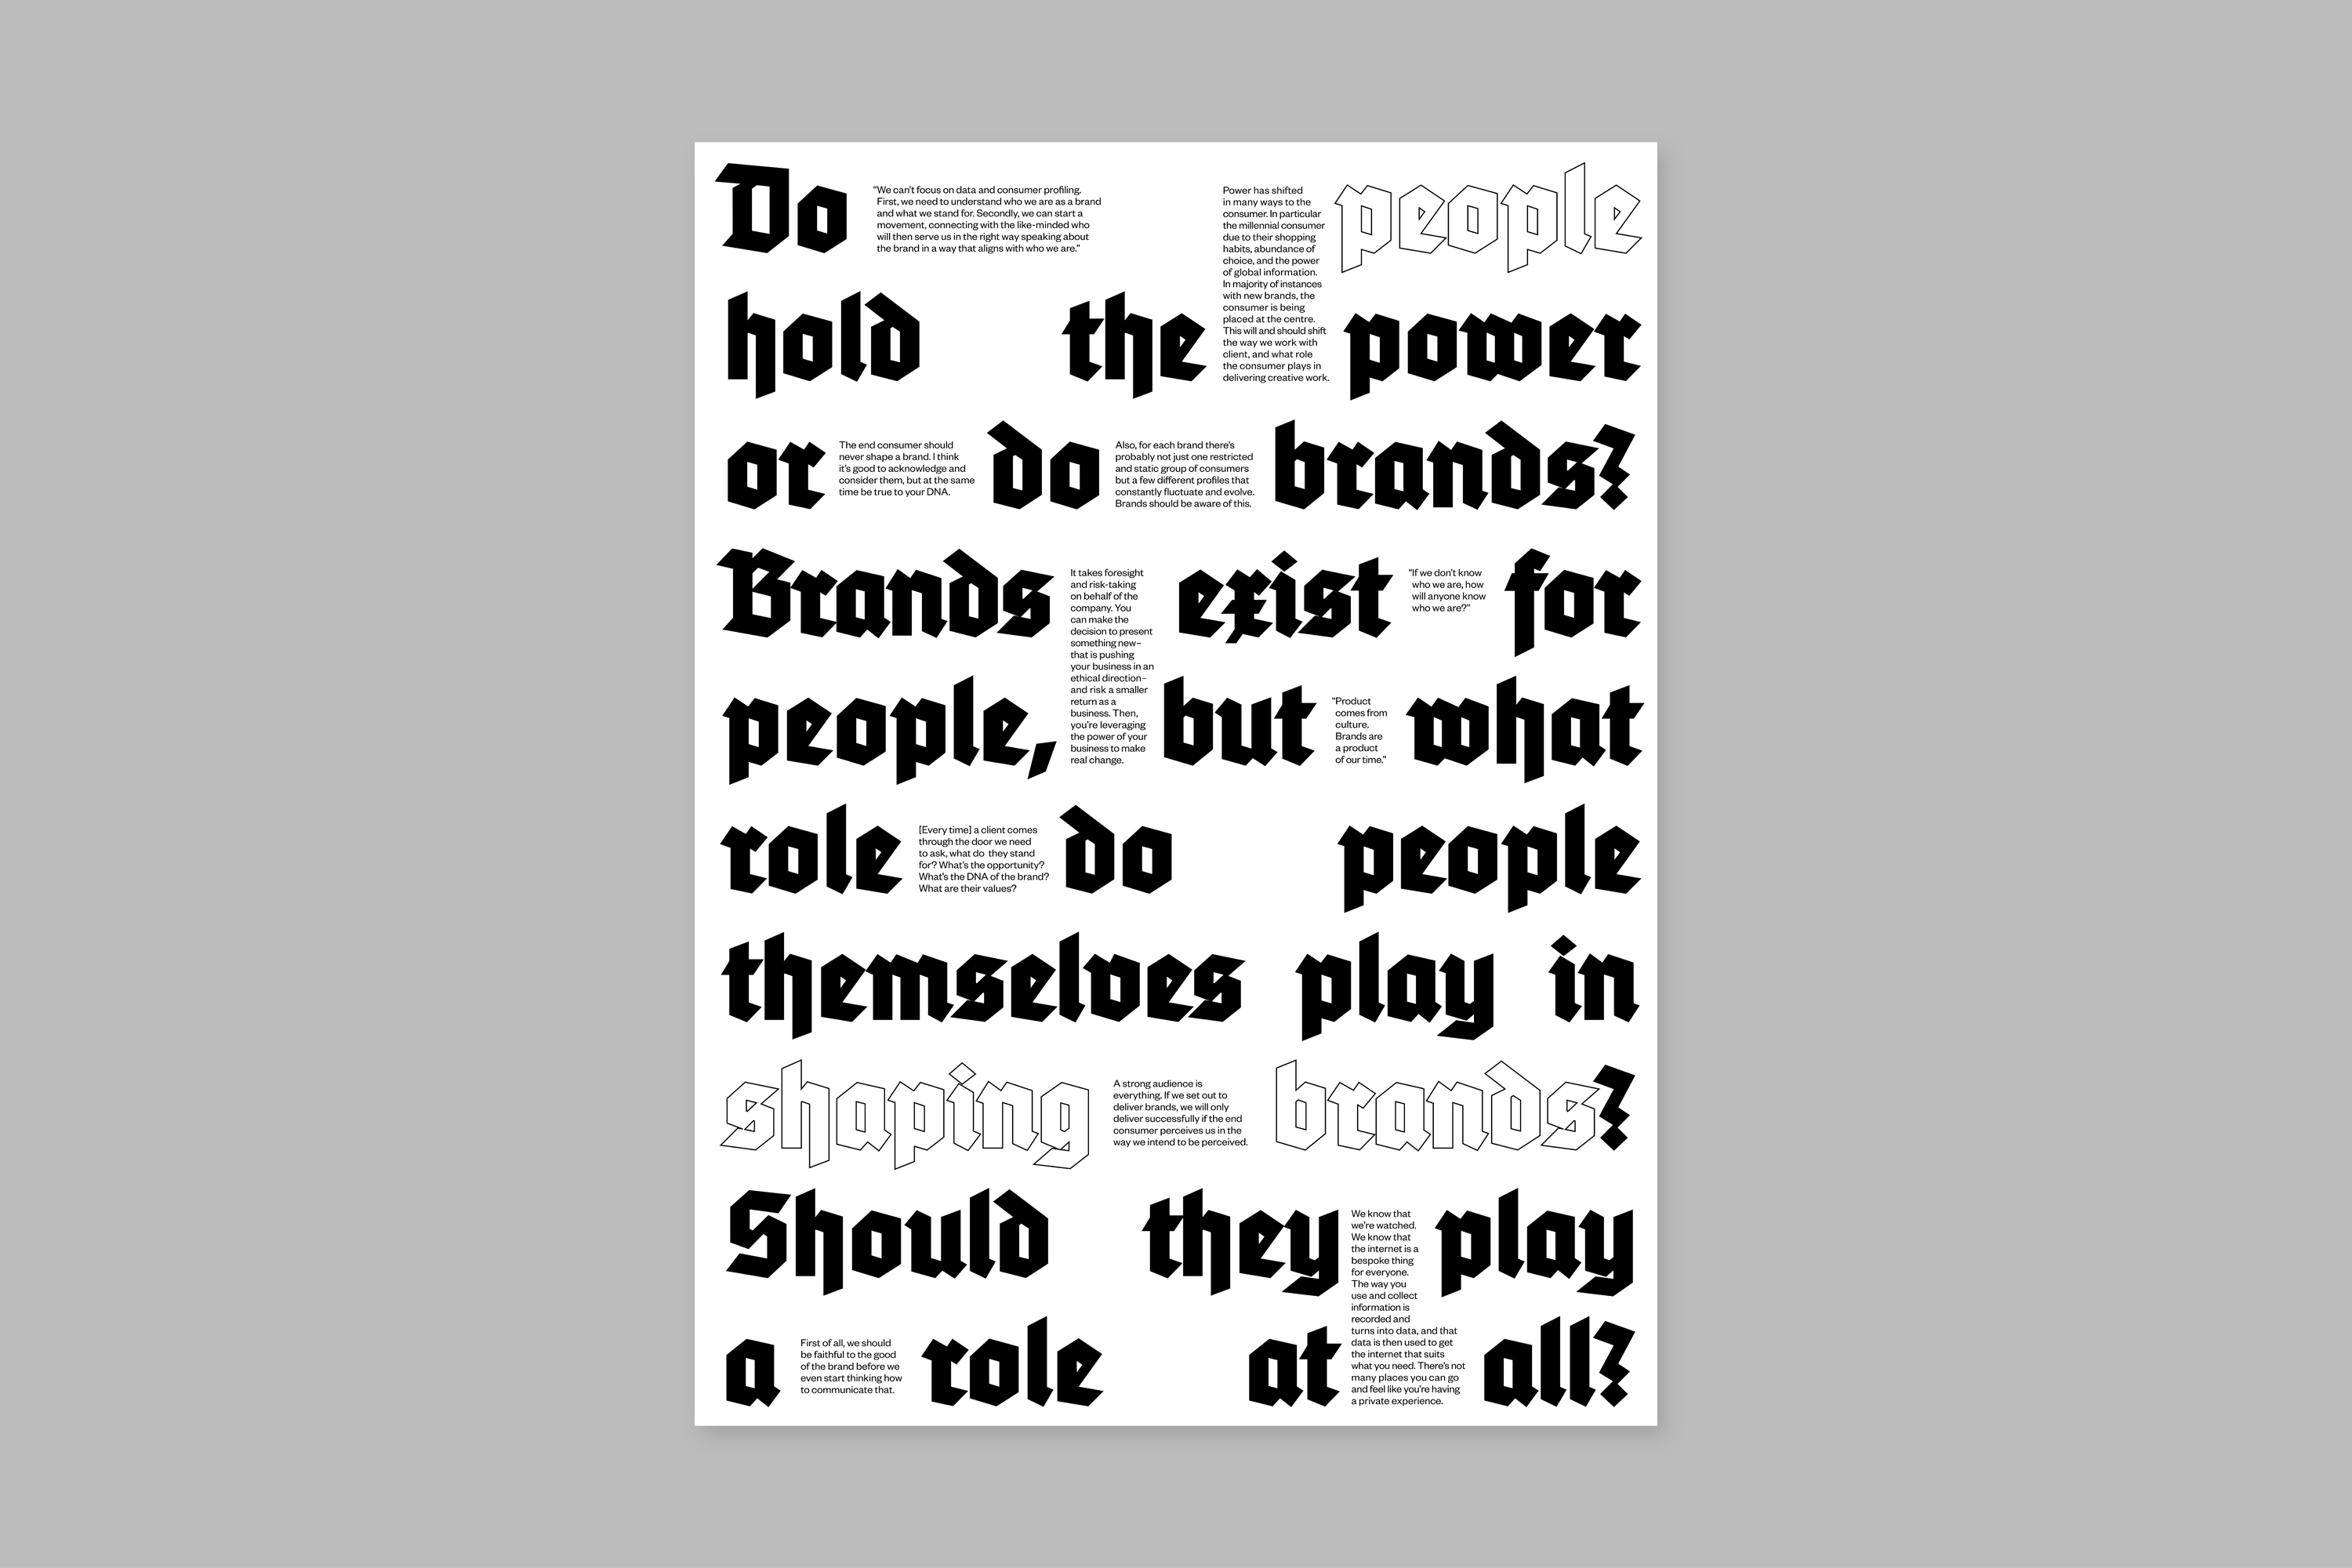 Do
“We can’t focus on data and consumer profiling.
First, we need to understand who we are as a brand
and what we stand for. Secondly, we can start a
movement, connecting with the like-minded who
will then serve us in the right way speaking about
the brand in a way that aligns with who we are.”
Power has shifted
in many ways to the
consumer. In particular
the millennial consumer
due to their shopping
habits, abundance of
choice, and the power
of global information.
In majority of instances
with new brands, the
consumer is being
placed at the centre.
This will and should shift
the way we work with
client, and what role
the consumer plays in
delivering creative work.
people
hold the power
or
The end consumer should
never shape a brand. I think
it’s good to acknowledge and
consider them, but at the same
time be true to your DNA.
do
Also, for each brand there’s
probably not just one restricted
and static group of consumers
but a few different profiles that
constantly fluctuate and evolve.
Brands should be aware of this.
brands?
Brands
It takes foresight
and risk-taking
on behalf of the
company. You
can make the
decision to present
something new–
that is pushing
your business in an
ethical direction–
and risk a smaller
return as a
business. Then,
you’re leveraging
the power of your
business to make
real change.
exist
“If we don’t know
who we are, how
will anyone know
who we are?”
for
people,
but
“Product
comes from
culture.
Brands are
a product
of our time.”
what
role
[Every time] a client comes
through the door we need
to ask, what do they stand
for? What’s the opportunity?
What’s the DNA of the brand?
What are their values?
do people
themselves play in
shaping
A strong audience is
everything. If we set out to
deliver brands, we will only
deliver successfully if the end
consumer perceives us in the
way we intend to be perceived.
brands?
Should they
We know that
we’re watched.
We know that
the internet is a
bespoke thing
for everyone.
The way you
use and collect
information is
recorded and
turns into data, and that
data is then used to get
the internet that suits
what you need. There’s not
many places you can go
and feel like you’re having
a private experience.
play
a
First of all, we should
be faithful to the good
of the brand before we
even start thinking how
to communicate that.
role at all?